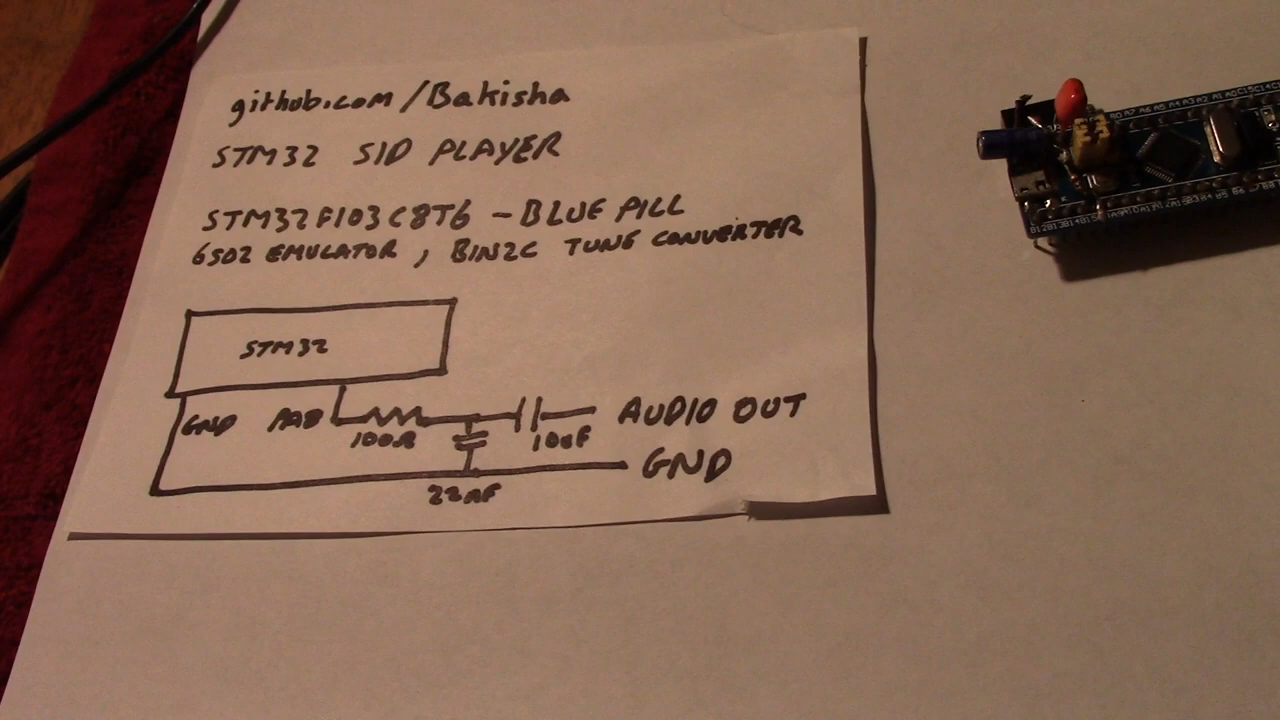 github.com/Bakisha
STM32 SID PLAYER
STM32F103C8T6 - BLUE PILL
6502 EMULATOR, BIN2C TUNE CONVERTER
STM32
GND PA8 100R 10uF AUDIO OUT
GND
22nF